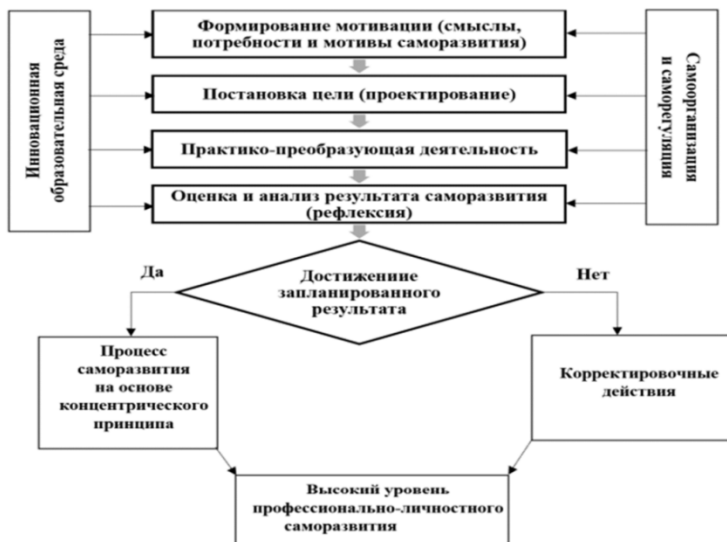 Формирование мотивации (смыслы,
потребности и мотивы саморазвития)
Инновационная
образовательная среда
Самоорганизация
и саморегуляция
Постановка цели (проектирование)
Практико-преобразующая деятельность
Оценка и анализ результата саморазвития
(рефлексия)
Да
Достижениие
запланированного
результата
Нет
Процесс
саморазвития
на основе
концентрического
принципа
Корректировочные
действия
Высокий уровень
профессионально-личностного
саморазвития